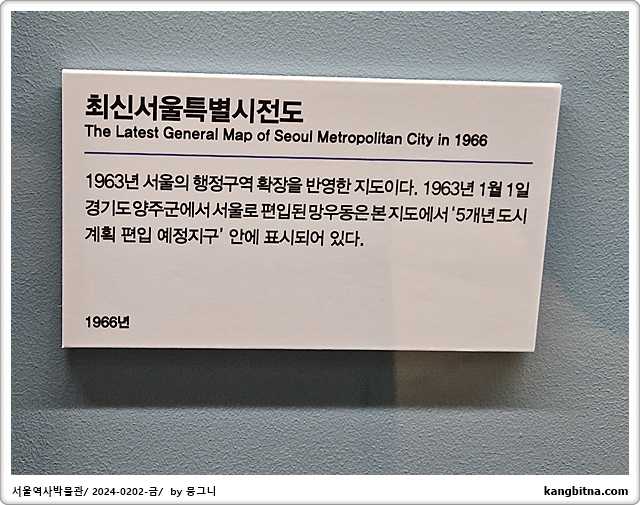 최신서울특별시전도
The Latest General Map of Seoul Metropolitan City in 1966
1963년 서울의 행정구역 확장을 반영한 지도이다. 1963년 1월 1일
경기도 양주군에서 서울로 편입된 망우동은 본 지도에서 ‘5개년 도시
계획 편입 예정지구’ 안에 표시되어 있다.
1966년
서울역사박물관/ 2024-0202-금/ by 뭉그니
kangbitna.com